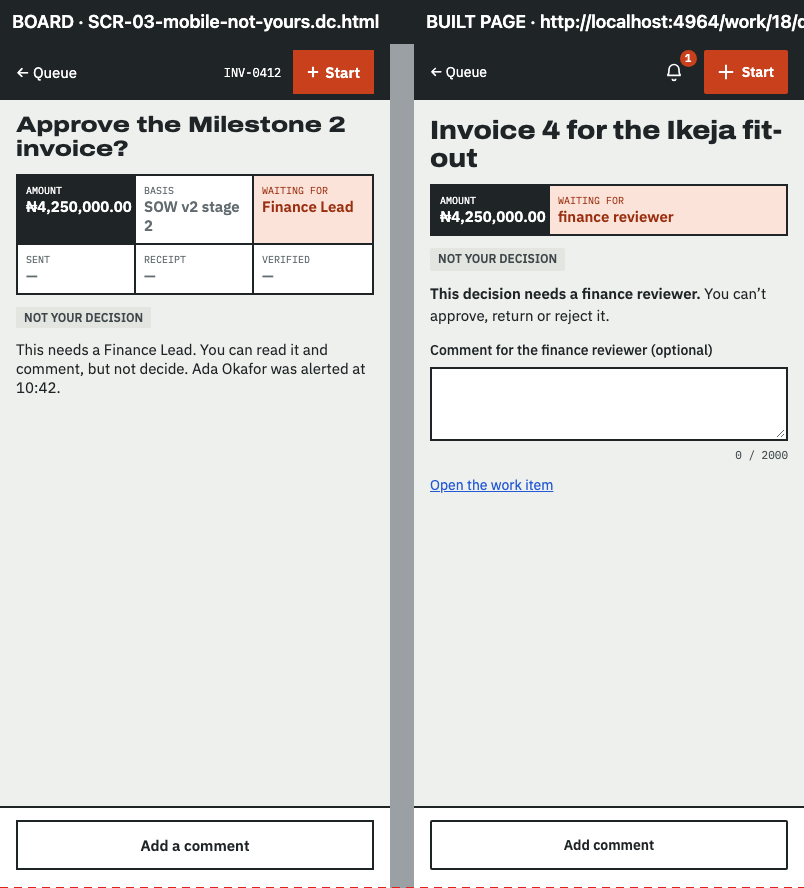 BOARD · SCR-03-mobile-not-yours.dc.html
← Queue
INV-0412
+ Start
Approve the Milestone 2
invoice?
AMOUNT
₦4,250,000.00
BASIS
SOW v2 stage
2
WAITING FOR
Finance Lead
SENT
—
RECEIPT
—
VERIFIED
—
NOT YOUR DECISION
This needs a Finance Lead. You can read it and
comment, but not decide. Ada Okafor was alerted at
10:42.
Add a comment
BUILT PAGE · http://localhost:4964/work/18/
← Queue
1
+ Start
Invoice 4 for the Ikeja fit-
out
AMOUNT
₦4,250,000.00
WAITING FOR
finance reviewer
NOT YOUR DECISION
This decision needs a finance reviewer. You can’t
approve, return or reject it.
Comment for the finance reviewer (optional)
0 / 2000
Open the work item
Add comment